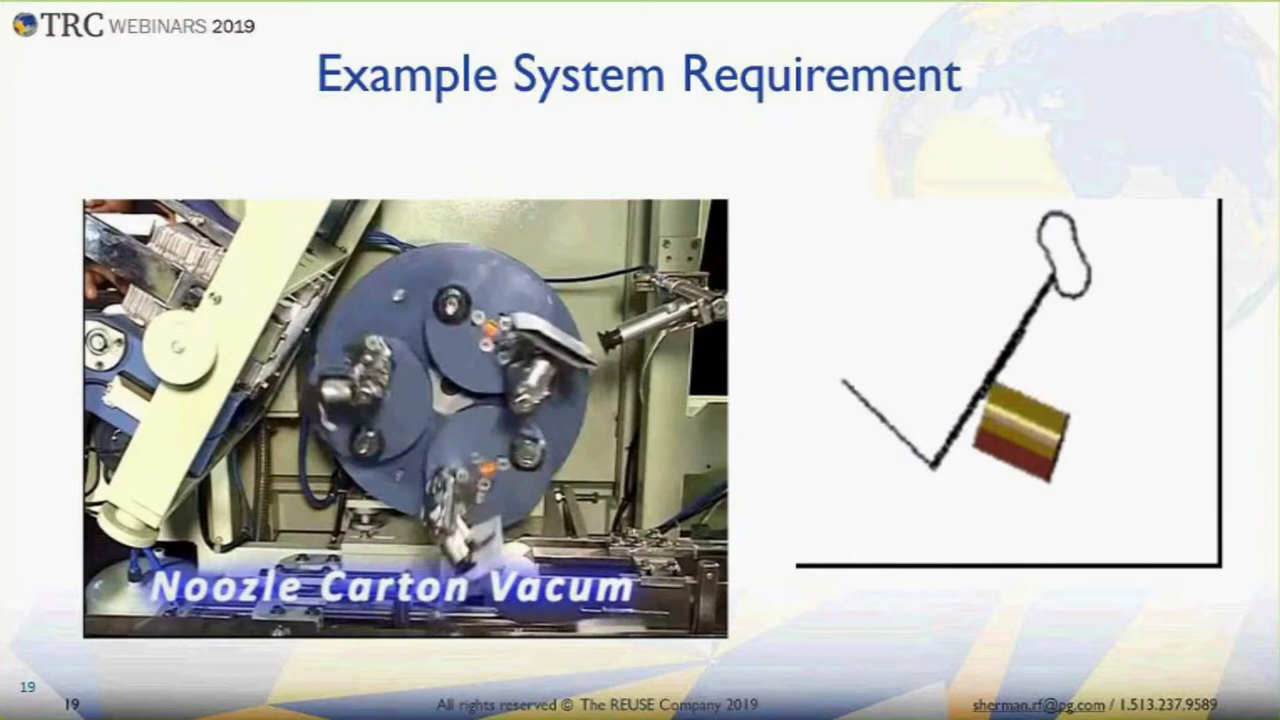 TRC WEBINARS 2019
Example System Requirement
Noozle Carton Vacum
19
19
All rights reserved © The REUSE Company 2019
sherman.rf@pg.com / 1.513.237.9589